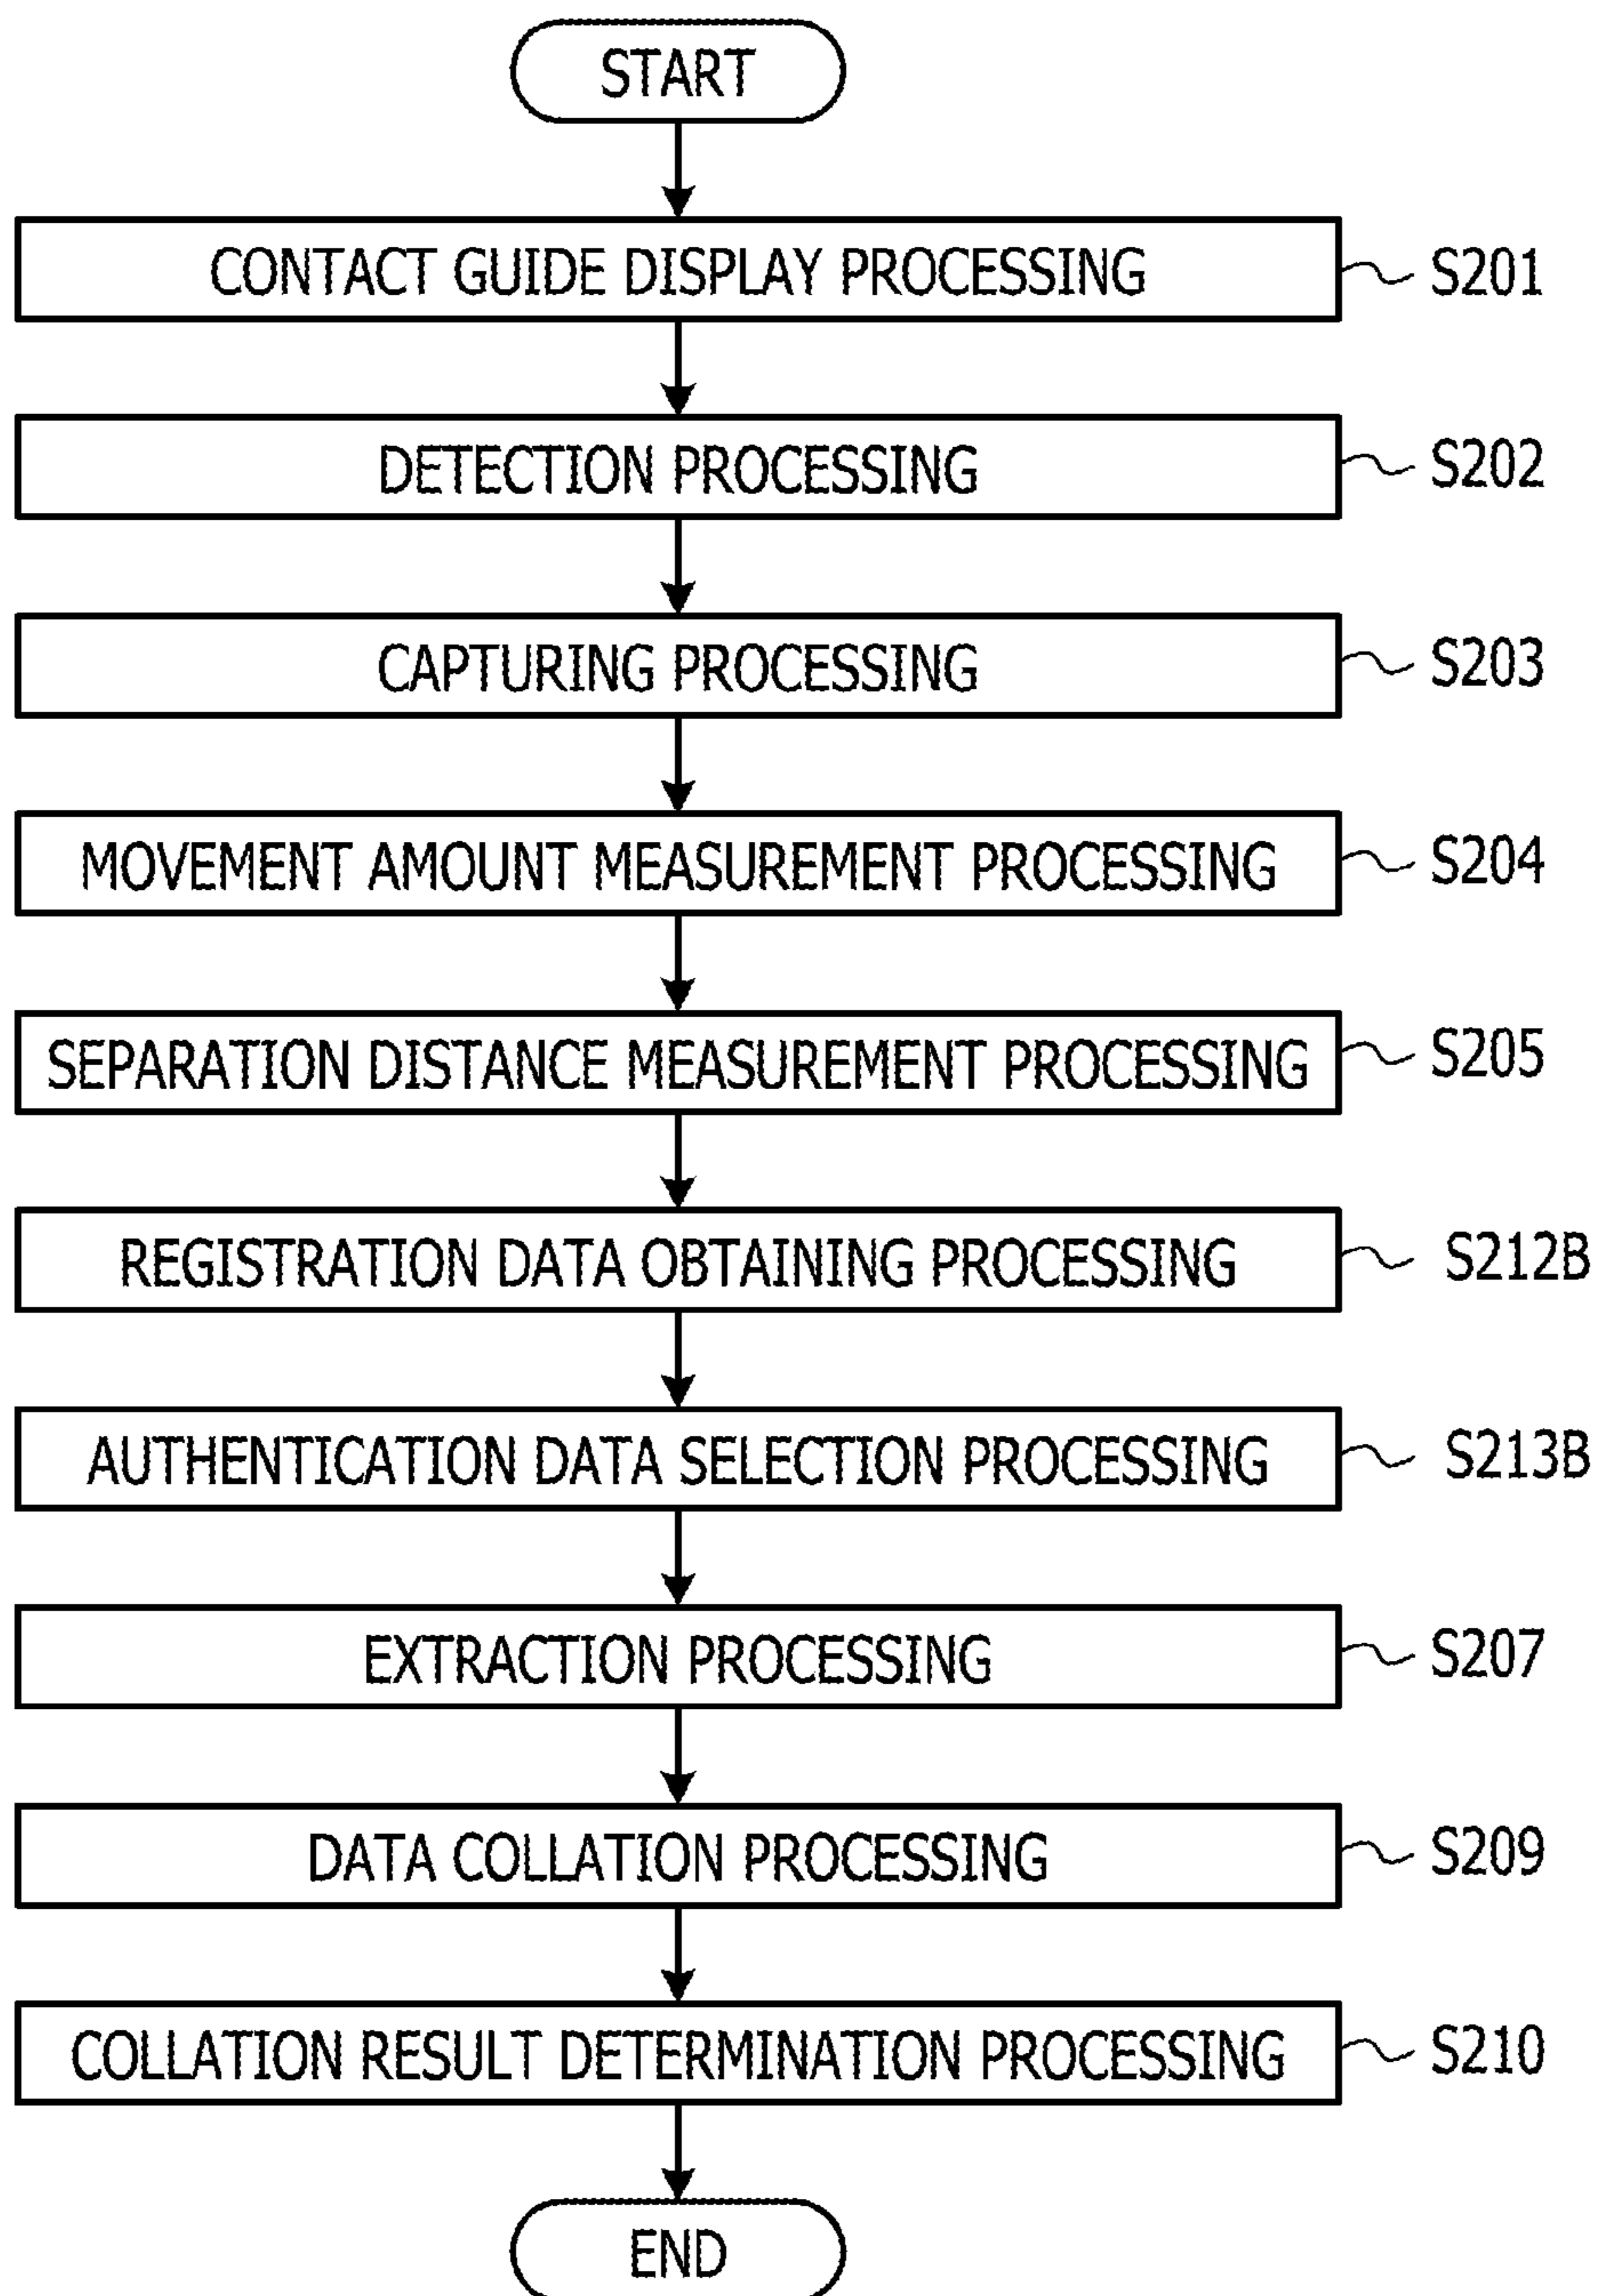 START
CONTACT GUIDE DISPLAY PROCESSING S201
DETECTION PROCESSING S202
CAPTURING PROCESSING S203
MOVEMENT AMOUNT MEASUREMENT PROCESSING S204
SEPARATION DISTANCE MEASUREMENT PROCESSING S205
REGISTRATION DATA OBTAINING PROCESSING S212B
AUTHENTICATION DATA SELECTION PROCESSING S213B
EXTRACTION PROCESSING S207
DATA COLLATION PROCESSING S209
COLLATION RESULT DETERMINATION PROCESSING S210
END